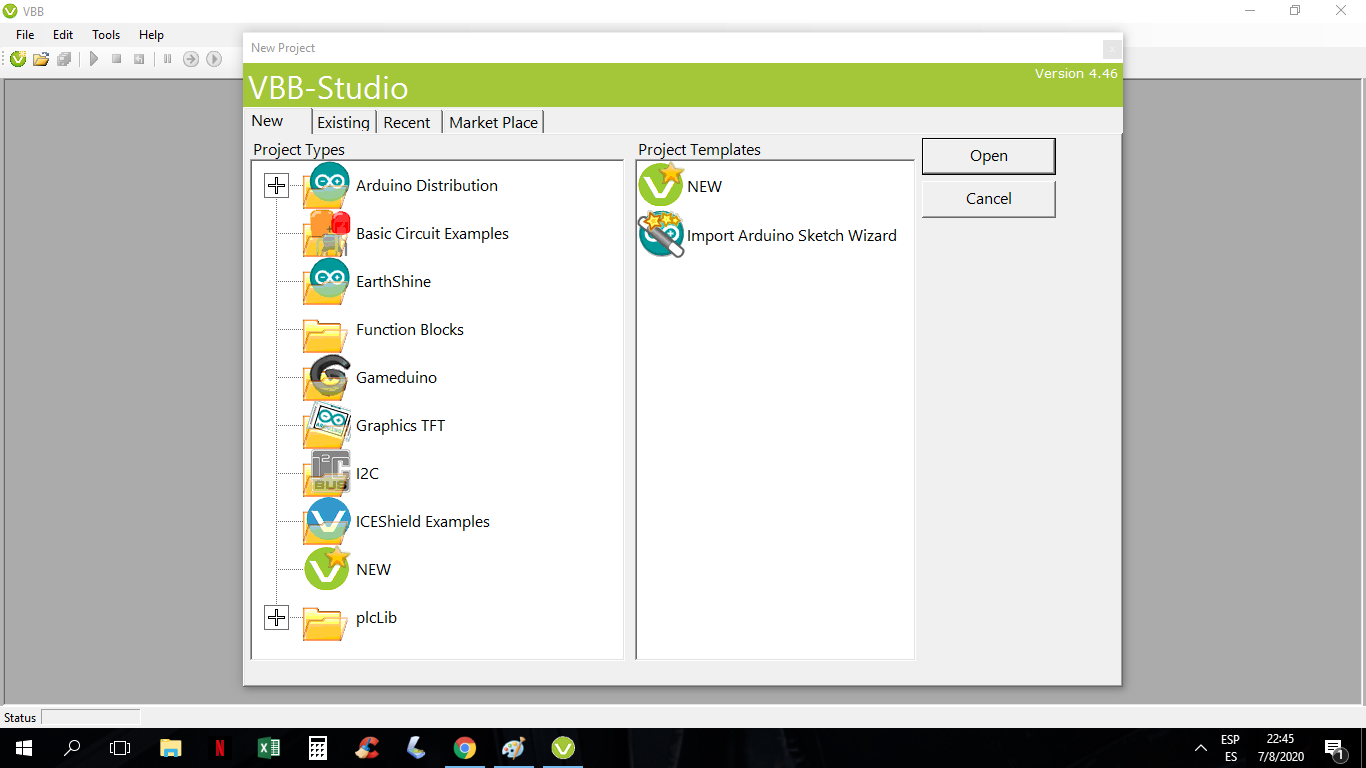 VBB
File Edit Tools Help
New Project
VBB-Studio
Version 4.46
New Existing Recent Market Place
Project Types
Arduino Distribution
Basic Circuit Examples
EarthShine
Function Blocks
Gameduino
Graphics TFT
I2C
ICEShield Examples
NEW
plcLib
Project Templates
NEW
Import Arduino Sketch Wizard
Open
Cancel
Status
ESP
ES
22:45
7/8/2020
1